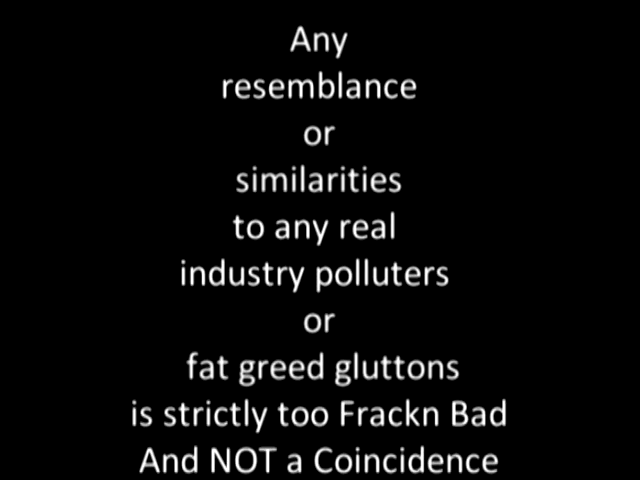 Any
resemblance
or
similarities
to any real
industry polluters
or
fat greed gluttons
is strictly too Frackn Bad
And NOT a Coincidence